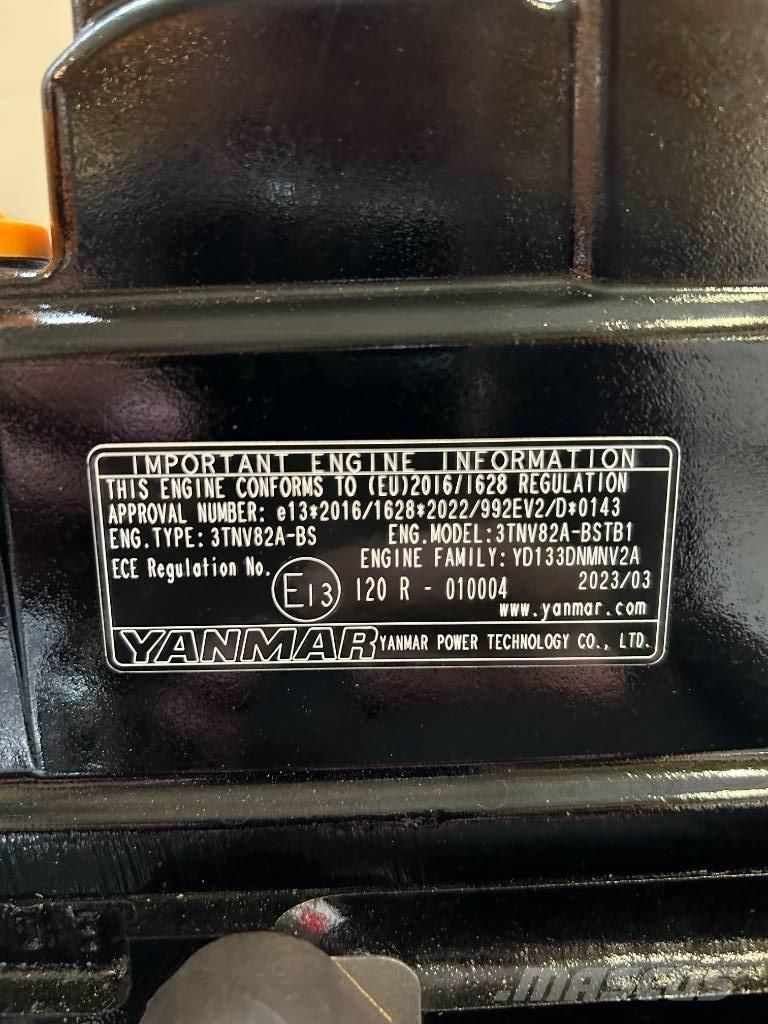 IMPORTANT ENGINE INFORMATION
THIS ENGINE CONFORMS TO (EU)2016/1628 REGULATION
APPROVAL NUMBER: e13*2016/1628*2022/992EV2/D*0143
ENG.TYPE: 3TNV82A-BS ENG.MODEL:3TNV82A-BSTB1
ENGINE FAMILY: YD133DNMNV2A
ECE Regulation No. E13 120 R - 010004 2023/03
www.yanmar.com
YANMAR YANMAR POWER TECHNOLOGY CO., LTD.
MASCUS